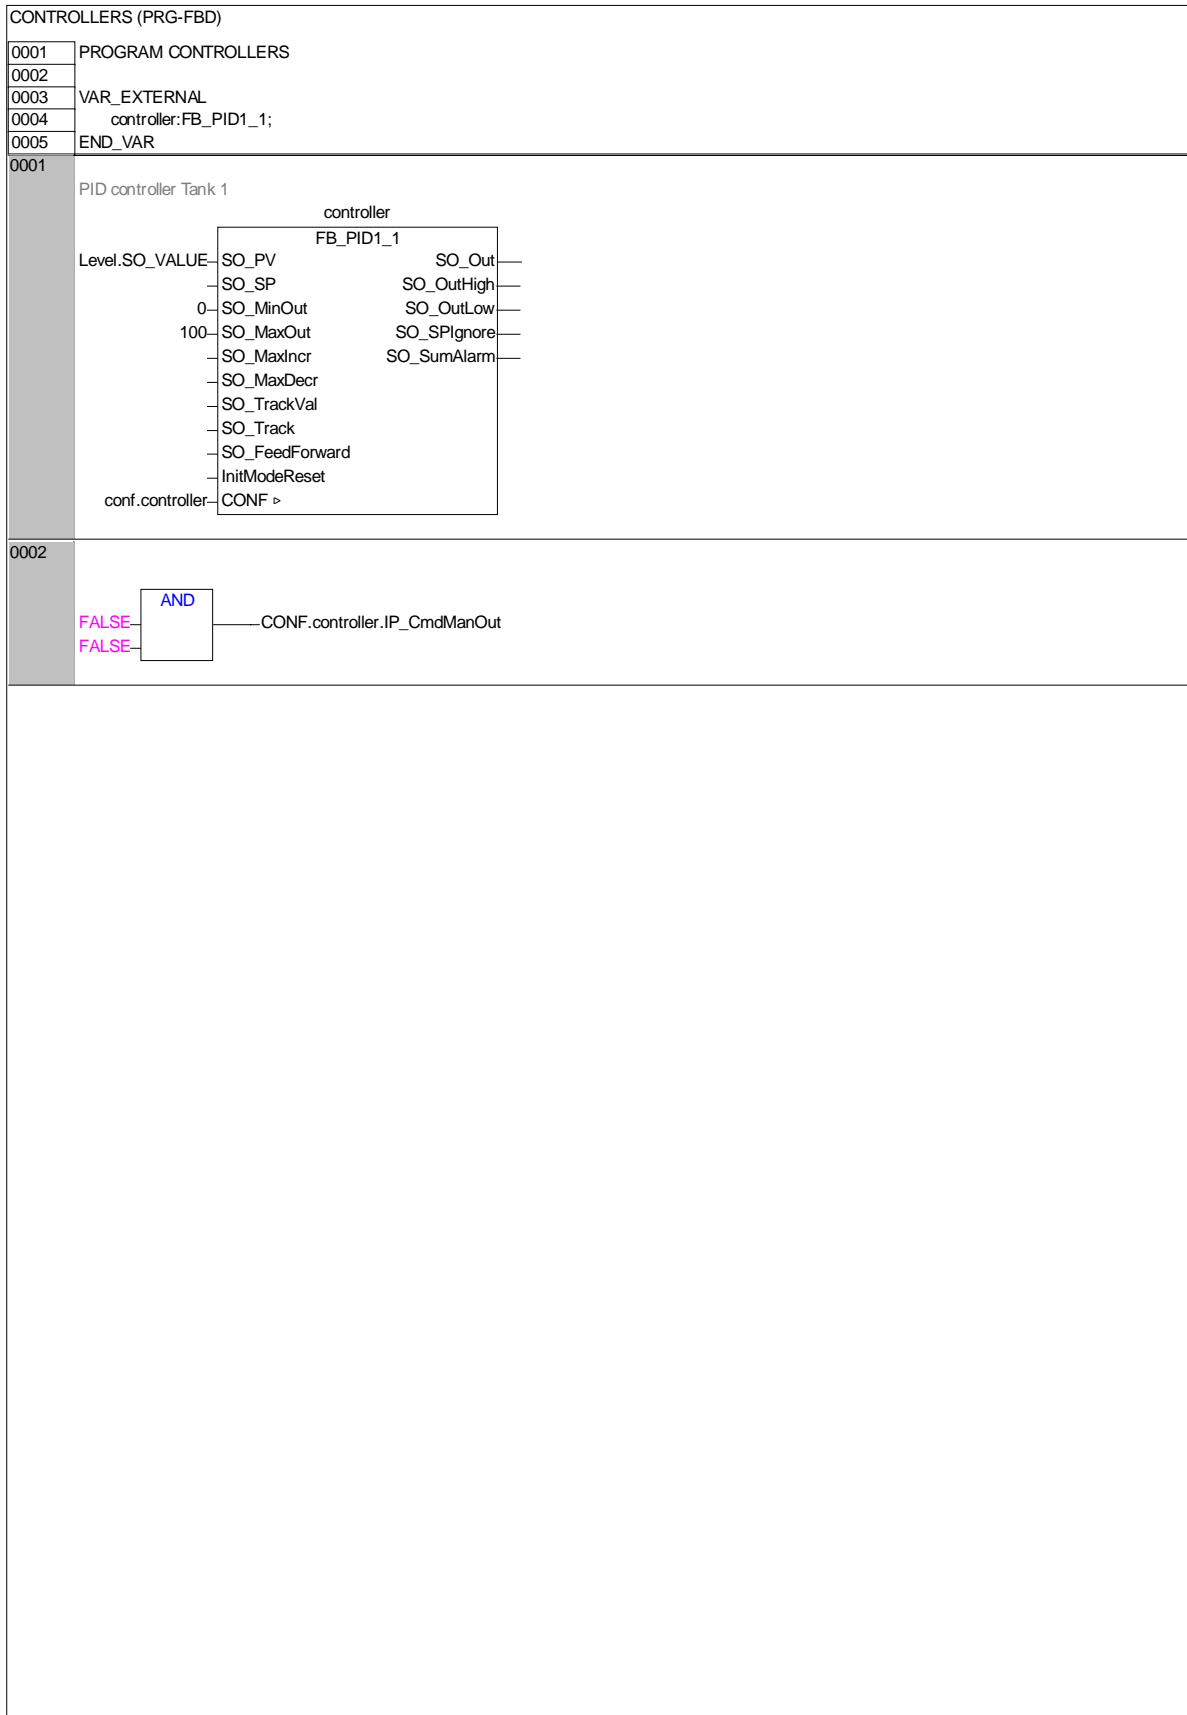 CONTROLLERS (PRG-FBD)
0001 PROGRAM CONTROLLERS
0002
0003 VAR_EXTERNAL
0004 controller:FB_PID1_1;
0005 END_VAR
0001
PID controller Tank 1
controller
FB_PID1_1
Level.SO_VALUE SO_PV SO_Out
SO_SP SO_OutHigh
0 SO_MinOut SO_OutLow
100 SO_MaxOut SO_SPIgnore
SO_MaxIncr SO_SumAlarm
SO_MaxDecr
SO_TrackVal
SO_Track
SO_FeedForward
InitModeReset
conf.controller CONF ▹
0002
AND
FALSE CONF.controller.IP_CmdManOut
FALSE